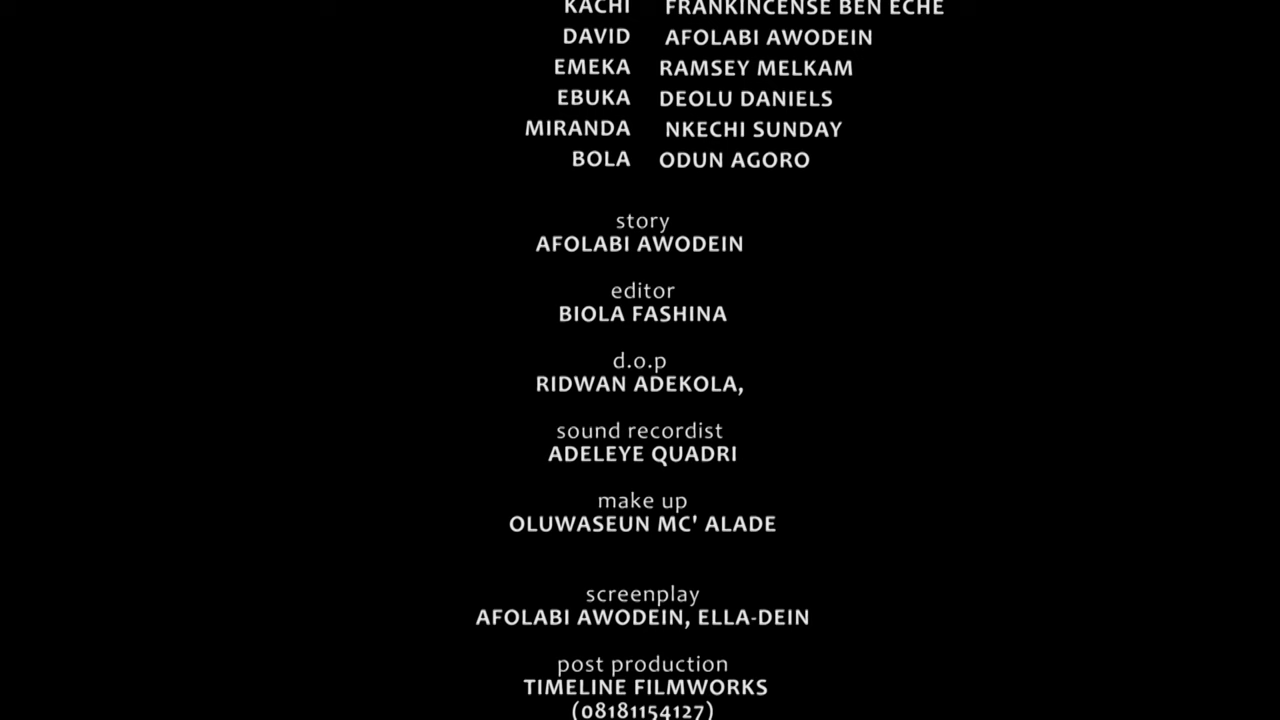 KACHI FRANKINCENSE BEN ECHE
DAVID AFOLABI AWODEIN
EMEKA RAMSEY MELKAM
EBUKA DEOLU DANIELS
MIRANDA NKECHI SUNDAY
BOLA ODUN AGORO
story
AFOLABI AWODEIN
editor
BIOLA FASHINA
d.o.p
RIDWAN ADEKOLA,
sound recordist
ADELEYE QUADRI
make up
OLUWASEUN MC' ALADE
screenplay
AFOLABI AWODEIN, ELLA-DEIN
post production
TIMELINE FILMWORKS
(08181154127)